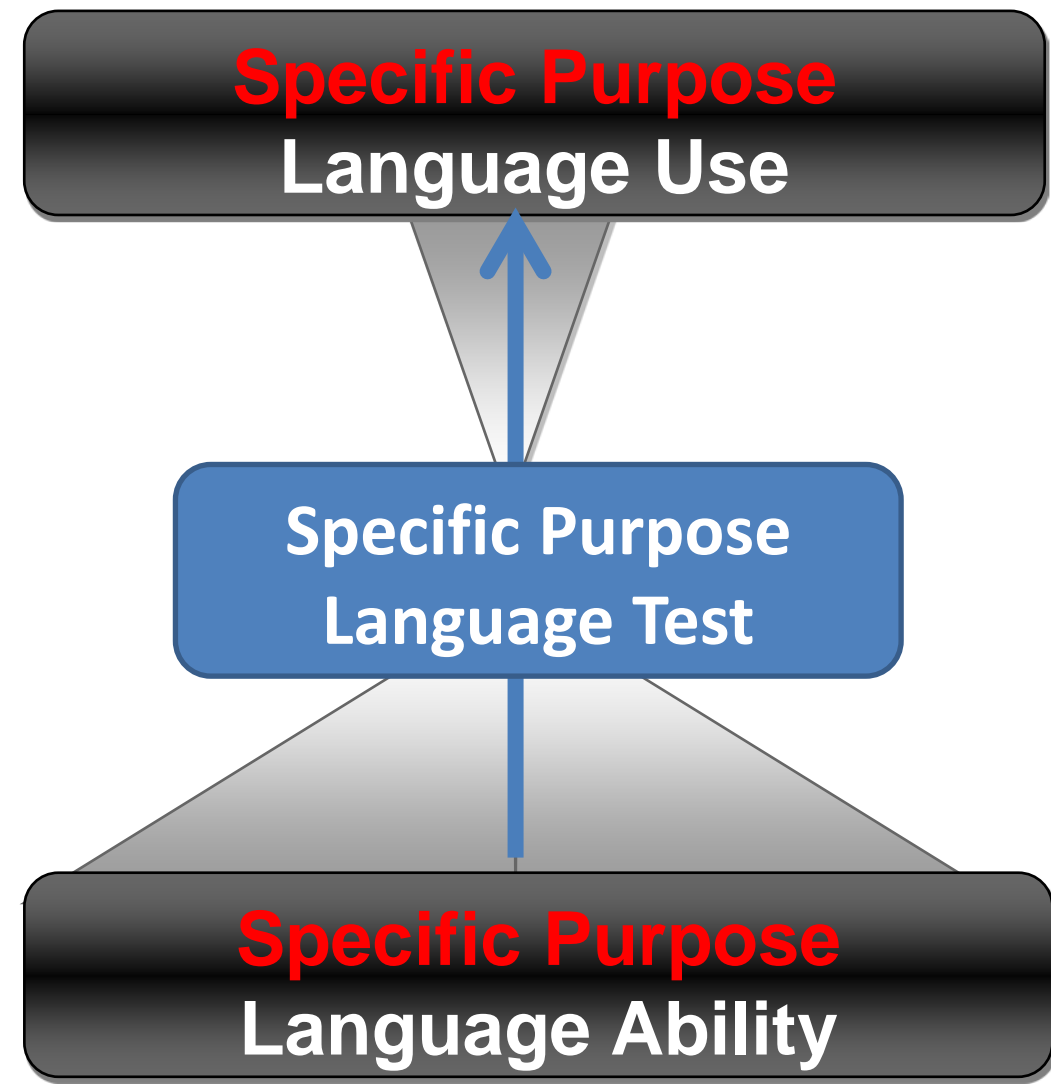 Specific Purpose
Language Use
Specific Purpose
Language Test
Specific Purpose
Language Ability